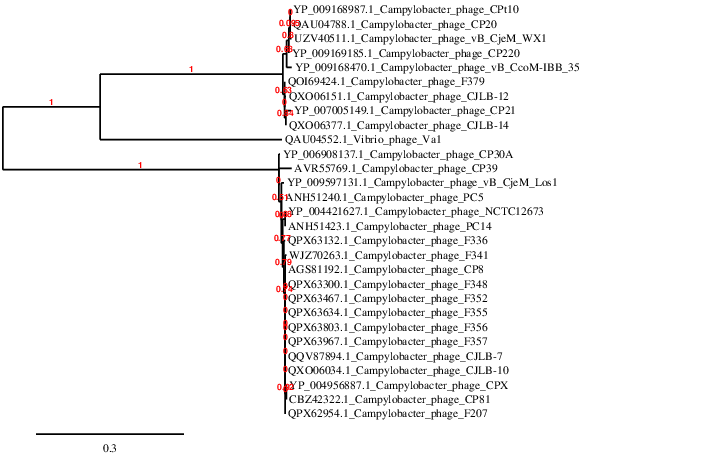 YP_009168987.1_Campylobacter_phage_CPt10
QAU04788.1_Campylobacter_phage_CP20
UZV40511.1_Campylobacter_phage_vB_CjeM_WX1
YP_009169185.1_Campylobacter_phage_CP220
YP_009168470.1_Campylobacter_phage_vB_CcoM-IBB_35
1
QOI69424.1_Campylobacter_phage_F379
QXO06151.1_Campylobacter_phage_CJLB-12
1
YP_007005149.1_Campylobacter_phage_CP21
QXO06377.1_Campylobacter_phage_CJLB-14
QAU04552.1_Vibrio_phage_Va1
YP_006908137.1_Campylobacter_phage_CP30A
1
AVR55769.1_Campylobacter_phage_CP39
YP_009597131.1_Campylobacter_phage_vB_CjeM_Los1
ANH51240.1_Campylobacter_phage_PC5
YP_004421627.1_Campylobacter_phage_NCTC12673
ANH51423.1_Campylobacter_phage_PC14
QPX63132.1_Campylobacter_phage_F336
WJZ70263.1_Campylobacter_phage_F341
AGS81192.1_Campylobacter_phage_CP8
QPX63300.1_Campylobacter_phage_F348
QPX63467.1_Campylobacter_phage_F352
QPX63634.1_Campylobacter_phage_F355
QPX63803.1_Campylobacter_phage_F356
QPX63967.1_Campylobacter_phage_F357
QQV87894.1_Campylobacter_phage_CJLB-7
QXO06034.1_Campylobacter_phage_CJLB-10
YP_004956887.1_Campylobacter_phage_CPX
CBZ42322.1_Campylobacter_phage_CP81
QPX62954.1_Campylobacter_phage_F207
0.3